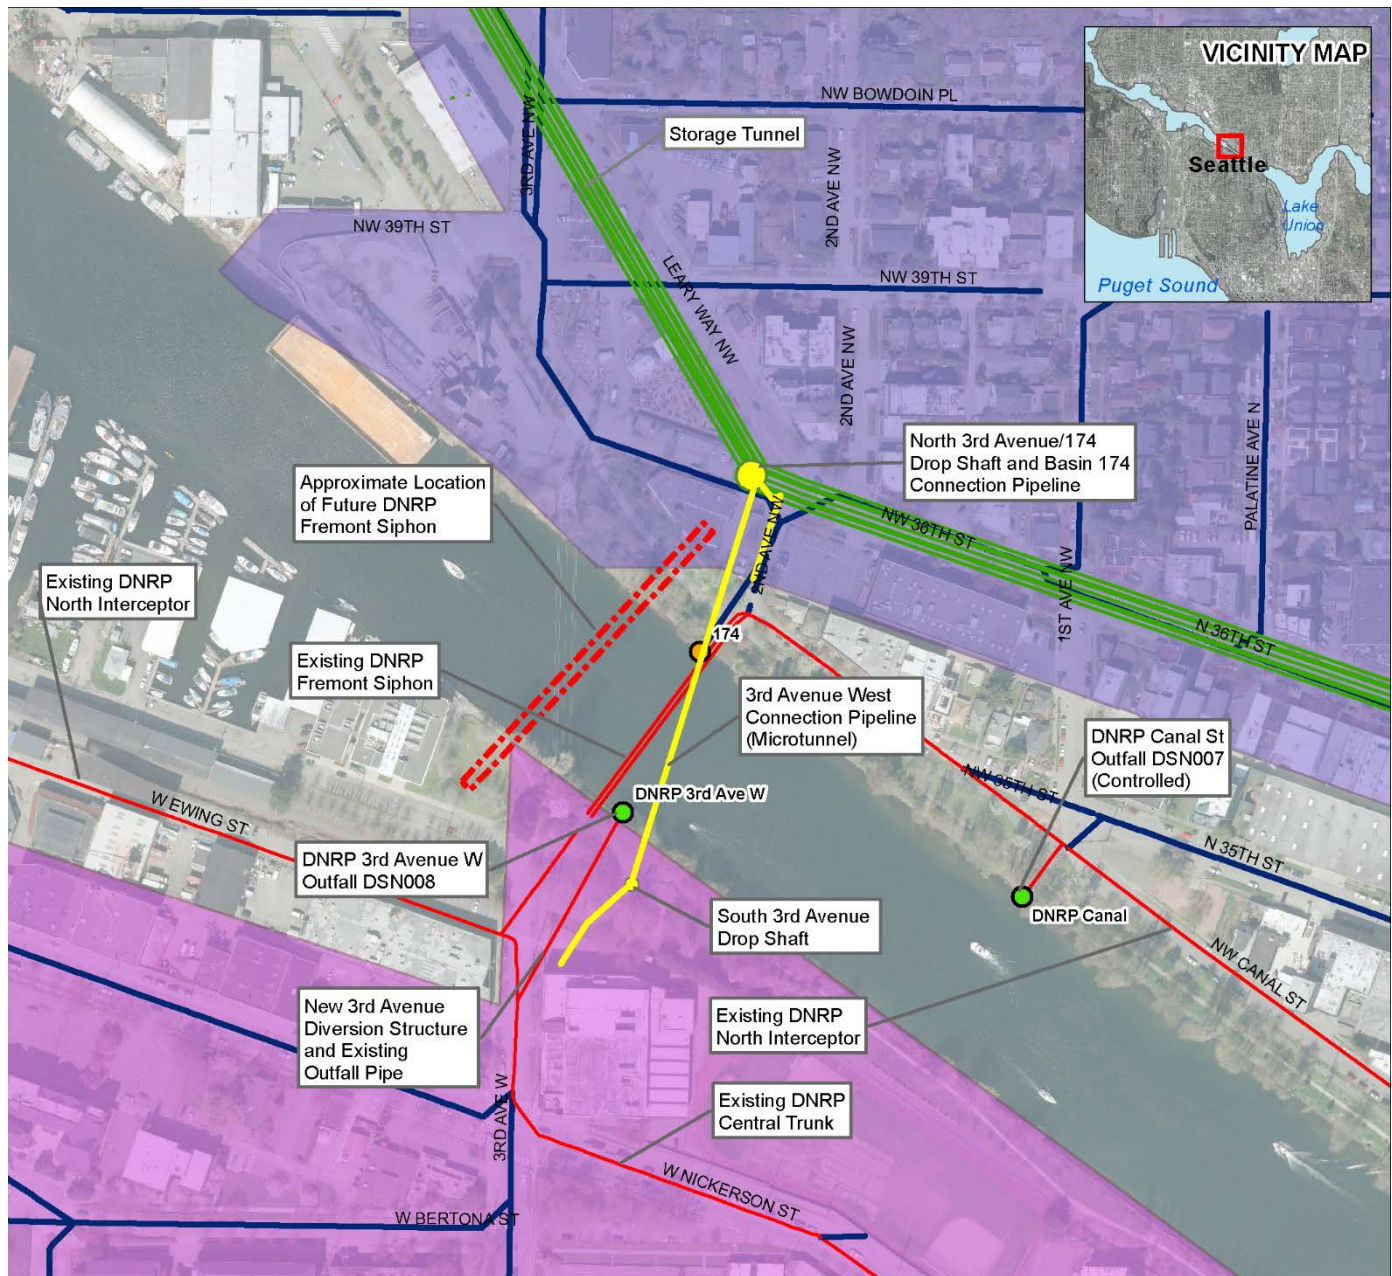 VICINITY MAP
Seattle
Lake
Union
Puget Sound
NW BOWDOIN PL
Storage Tunnel
3RD AVE NW
2ND AVE NW
NW 39TH ST
NW 39TH ST
LEARY WAY NW
2ND AVE NW
PALATINE AVE N
North 3rd Avenue/174
Drop Shaft and Basin 174
Connection Pipeline
Approximate Location
of Future DNRP
Fremont Siphon
NW 36TH ST
2ND AVE NW
1ST AVE NW
N 36TH ST
Existing DNRP
North Interceptor
174
Existing DNRP
Fremont Siphon
3rd Avenue West
Connection Pipeline
(Microtunnel)
DNRP Canal St
Outfall DSN007
(Controlled)
NW 35TH ST
DNRP 3rd Ave W
W EWING ST
N 35TH ST
DNRP 3rd Avenue W
Outfall DSN008
DNRP Canal
South 3rd Avenue
Drop Shaft
NW CANAL ST
New 3rd Avenue
Diversion Structure
and Existing
Outfall Pipe
Existing DNRP
North Interceptor
3RD AVE W
Existing DNRP
Central Trunk
W NICKERSON ST
W BERTONA ST